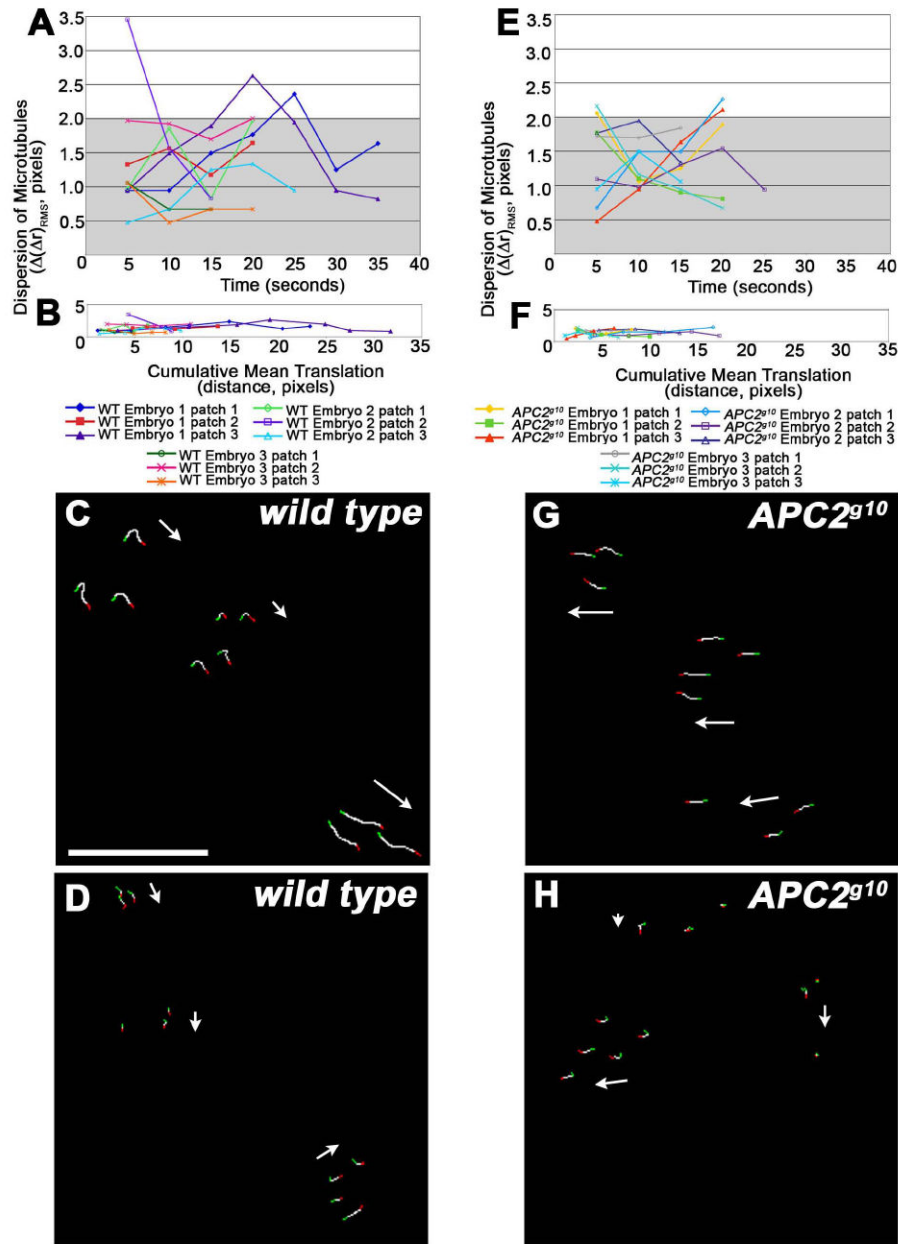 A
3.5
3.0
2.5
2.0
1.5
1.0
0.5
0 5 10 15 20 25 30 35 40
Time (seconds)
Dispersion of Microtubules
(Δ(Δr)RMS, pixels)
B
5
0 5 10 15 20 25 30 35
Cumulative Mean Translation
(distance, pixels)
WT Embryo 1 patch 1
WT Embryo 1 patch 2
WT Embryo 1 patch 3
WT Embryo 2 patch 1
WT Embryo 2 patch 2
WT Embryo 2 patch 3
WT Embryo 3 patch 1
WT Embryo 3 patch 2
WT Embryo 3 patch 3
C
wild type
D
wild type
E
3.5
3.0
2.5
2.0
1.5
1.0
0.5
0 5 10 15 20 25 30 35 40
Time (seconds)
Dispersion of Microtubules
(Δ(Δr)RMS, pixels)
F
5
0 5 10 15 20 25 30 35
Cumulative Mean Translation
(distance, pixels)
APC2g10 Embryo 1 patch 1
APC2g10 Embryo 1 patch 2
APC2g10 Embryo 1 patch 3
APC2g10 Embryo 2 patch 1
APC2g10 Embryo 2 patch 2
APC2g10 Embryo 2 patch 3
APC2g10 Embryo 3 patch 1
APC2g10 Embryo 3 patch 2
APC2g10 Embryo 3 patch 3
G
APC2g10
H
APC2g10